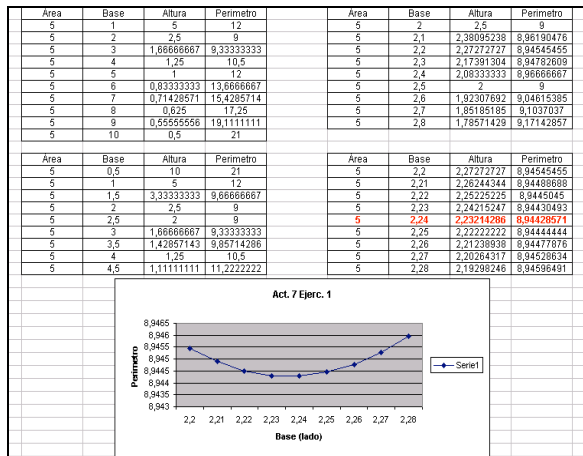 Área Base Altura Perimetro
5 1 5 12
5 2 2,5 9
5 3 1,66666667 9,33333333
5 4 1,25 10,5
5 5 1 12
5 6 0,83333333 13,6666667
5 7 0,71428571 15,4285714
5 8 0,625 17,25
5 9 0,55555556 19,1111111
5 10 0,5 21
Área Base Altura Perimetro
5 2 2,5 9
5 2,1 2,38095238 8,96190476
5 2,2 2,27272727 8,94545455
5 2,3 2,17391304 8,94782609
5 2,4 2,08333333 8,96666667
5 2,5 2 9
5 2,6 1,92307692 9,04615385
5 2,7 1,85185185 9,1037037
5 2,8 1,78571429 9,17142857
Área Base Altura Perimetro
5 0,5 10 21
5 1 5 12
5 1,5 3,33333333 9,66666667
5 2 2,5 9
5 2,5 2 9
5 3 1,66666667 9,33333333
5 3,5 1,42857143 9,85714286
5 4 1,25 10,5
5 4,5 1,11111111 11,2222222
Área Base Altura Perimetro
5 2,2 2,27272727 8,94545455
5 2,21 2,26244344 8,94488688
5 2,22 2,25225225 8,9445045
5 2,23 2,24215247 8,94430493
5 2,24 2,23214286 8,94428571
5 2,25 2,22222222 8,94444444
5 2,26 2,21238938 8,94477876
5 2,27 2,20264317 8,94528634
5 2,28 2,19298246 8,94596491
Act. 7 Ejerc. 1
Perimetro
8,9465
8,946
8,9455
8,945
8,9445
8,944
8,9435
8,943
2,2 2,21 2,22 2,23 2,24 2,25 2,26 2,27 2,28
Base (lado)
Serie1